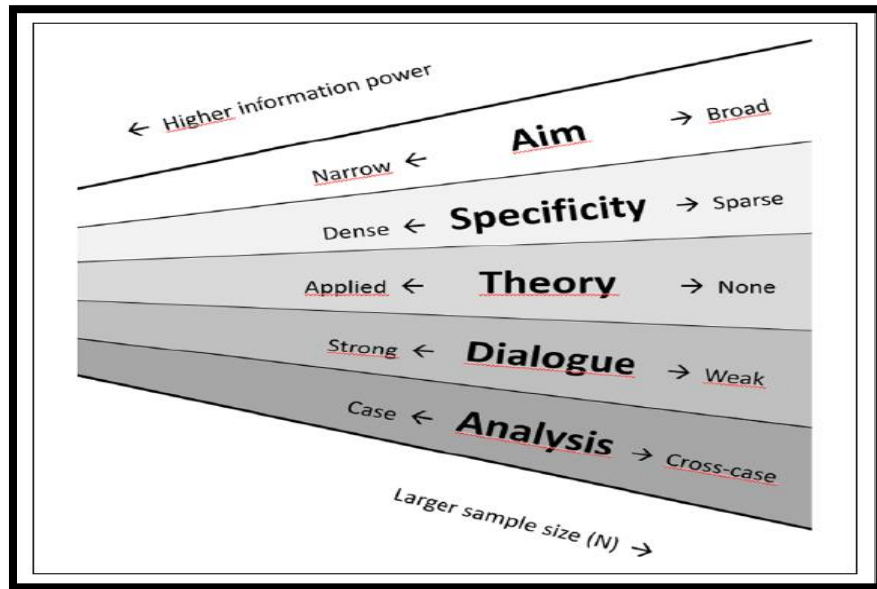 ← Higher information power
Narrow ← Aim → Broad
Dense ← Specificity → Sparse
Applied ← Theory → None
Strong ← Dialogue → Weak
Case ← Analysis → Cross-case
Larger sample size (N) →